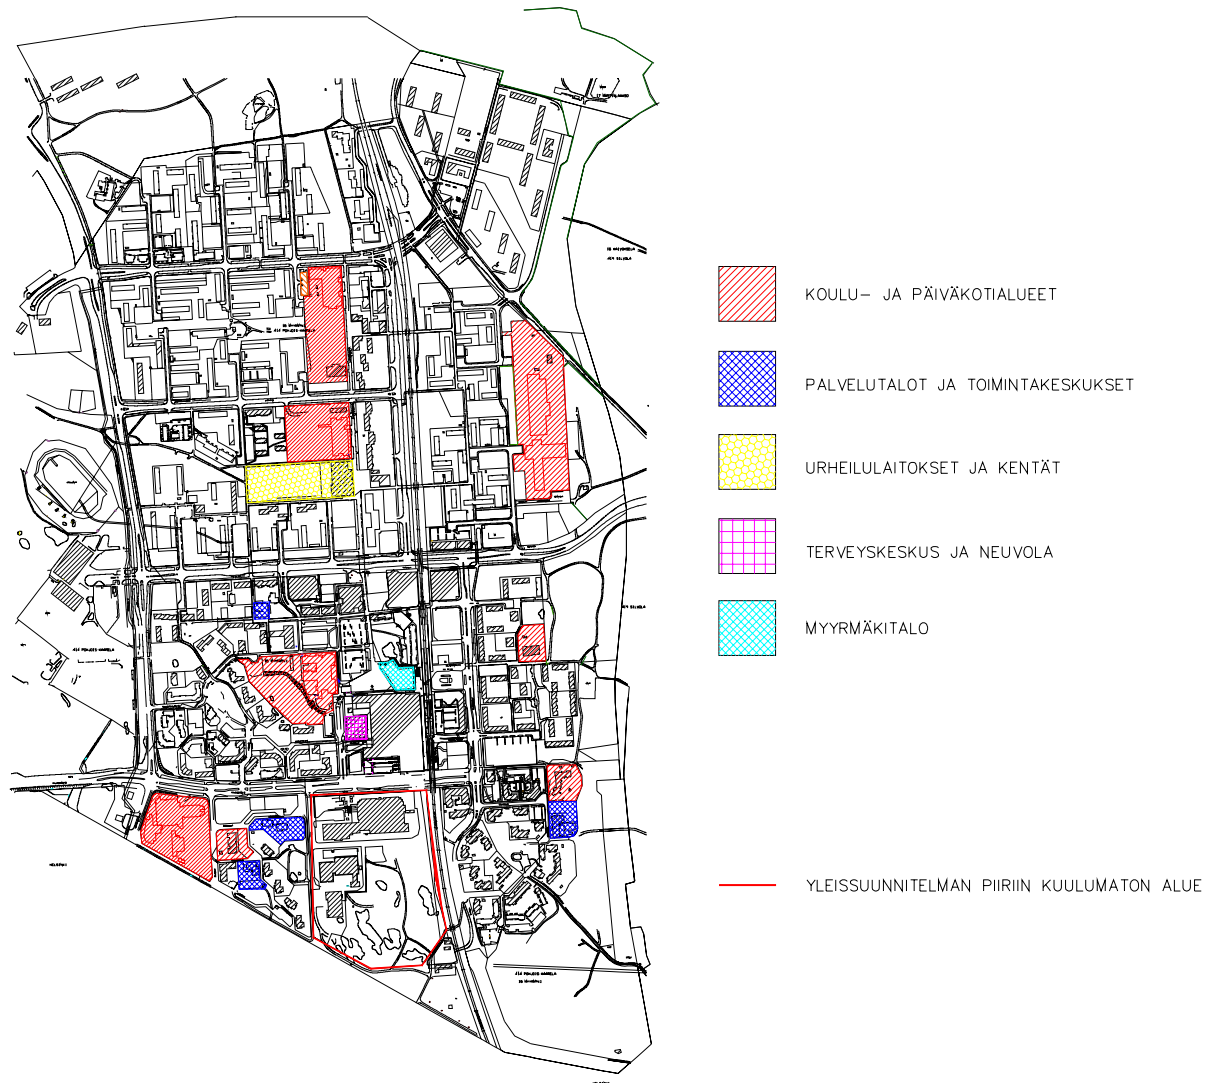 KOULU- JA PÄIVÄKOTIALUEET
PALVELUTALOT JA TOIMINTAKESKUKSET
URHEILULAITOKSET JA KENTÄT
TERVEYSKESKUS JA NEUVOLA
MYYRMÄKITALO
YLEISSUUNNITELMAN PIIRIIN KUULUMATON ALUE